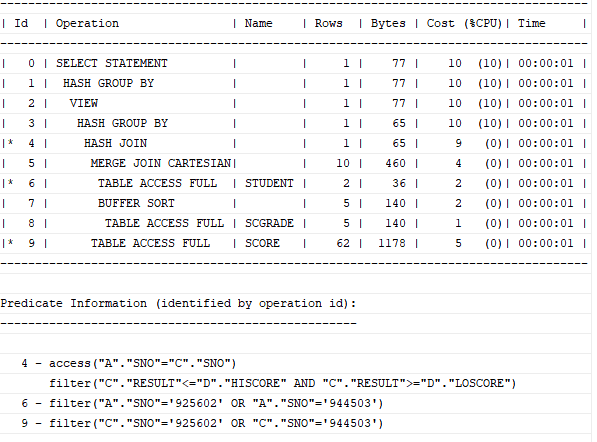 --------------------------------------------------------------------------------------
| Id  | Operation                | Name    | Rows  | Bytes | Cost (%CPU)| Time     |
--------------------------------------------------------------------------------------
|   0 | SELECT STATEMENT         |         |     1 |    77 |    10  (10)| 00:00:01 |
|   1 |  HASH GROUP BY           |         |     1 |    77 |    10  (10)| 00:00:01 |
|   2 |   VIEW                   |         |     1 |    77 |    10  (10)| 00:00:01 |
|   3 |    HASH GROUP BY         |         |     1 |    65 |    10  (10)| 00:00:01 |
|*  4 |     HASH JOIN            |         |     1 |    65 |     9   (0)| 00:00:01 |
|   5 |      MERGE JOIN CARTESIAN|         |    10 |   460 |     4   (0)| 00:00:01 |
|*  6 |       TABLE ACCESS FULL  | STUDENT |     2 |    36 |     2   (0)| 00:00:01 |
|   7 |       BUFFER SORT        |         |     5 |   140 |     2   (0)| 00:00:01 |
|   8 |        TABLE ACCESS FULL | SCGRADE |     5 |   140 |     1   (0)| 00:00:01 |
|*  9 |      TABLE ACCESS FULL   | SCORE   |    62 |  1178 |     5   (0)| 00:00:01 |
--------------------------------------------------------------------------------------
Predicate Information (identified by operation id):
---------------------------------------------------
4 - access("A"."SNO"="C"."SNO")
filter("C"."RESULT"<="D"."HISCORE" AND "C"."RESULT">="D"."LOSCORE")
6 - filter("A"."SNO"='925602' OR "A"."SNO"='944503')
9 - filter("C"."SNO"='925602' OR "C"."SNO"='944503')